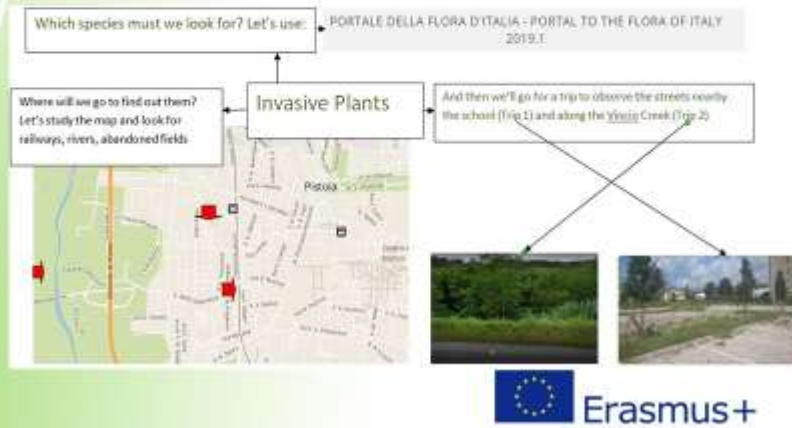 Which species must we look for? Let's use:
PORTALE DELLA FLORA D'ITALIA - PORTAL TO THE FLORA OF ITALY
2019.1
Where will we go to find out them?
Let's study the map and look for
railways, rivers, abandoned fields
Invasive Plants
And then we'll go for a trip to observe the streets nearby
the school (Trip 1) and along the Vincio Creek (Trip 2)
Pistoia
Erasmus+